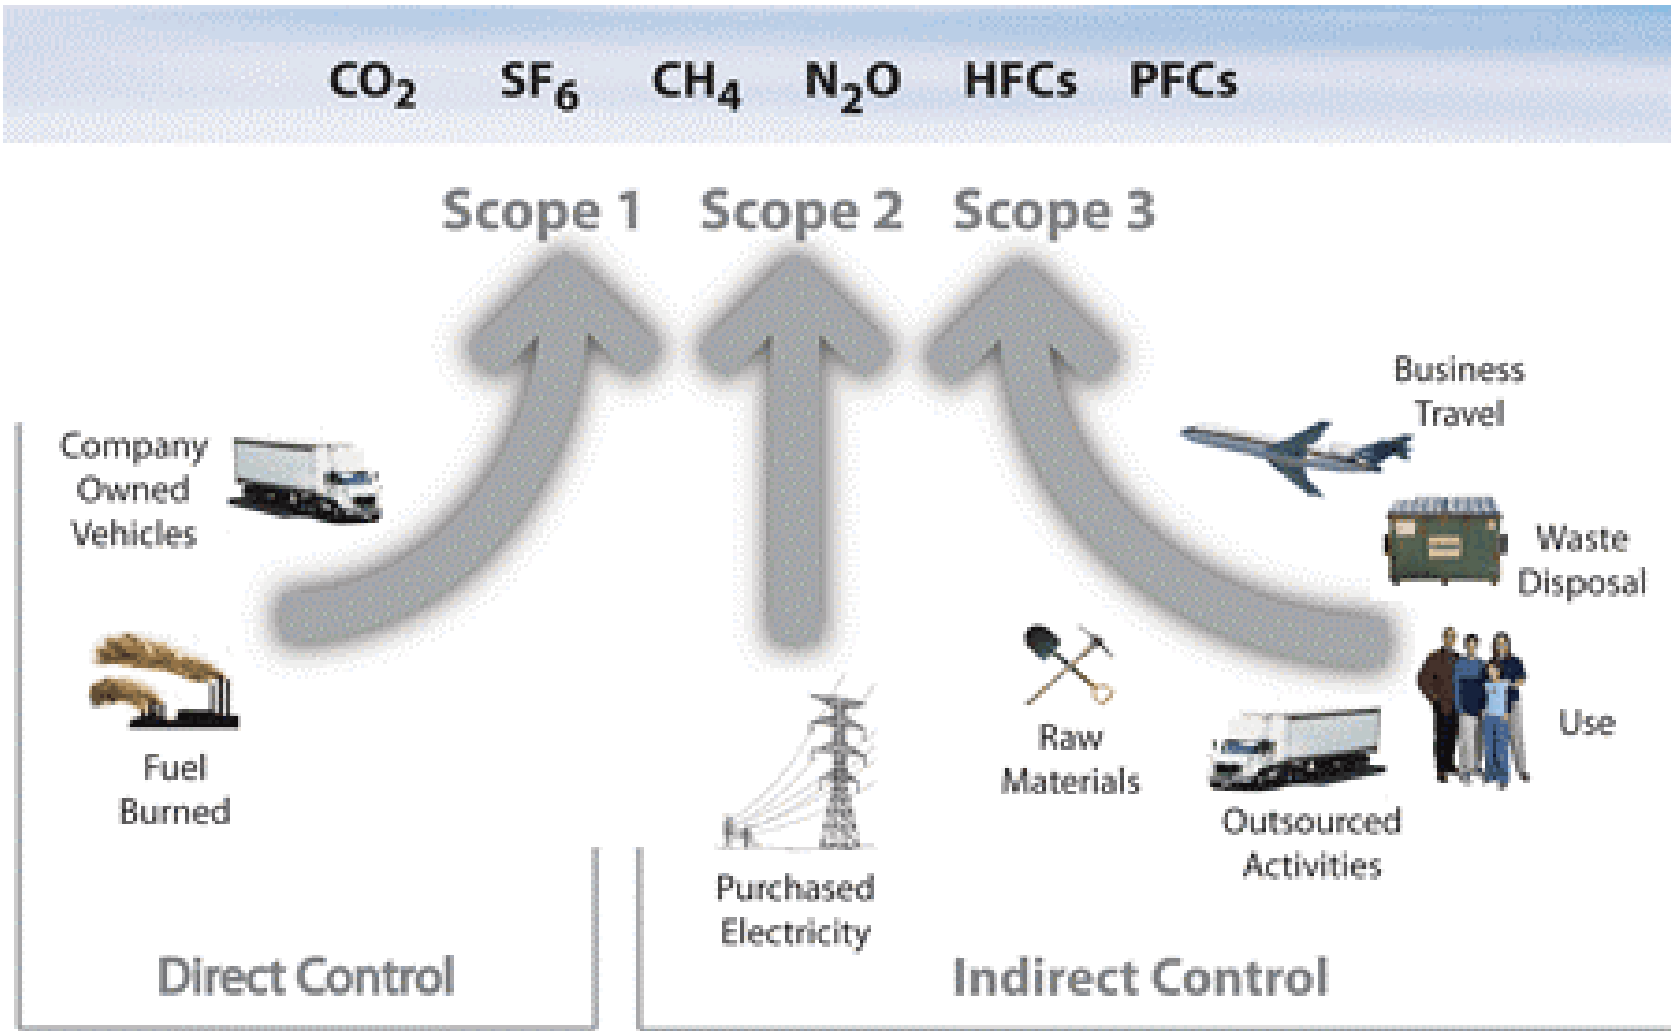 CO₂ SF₆ CH₄ N₂O HFCs PFCs
Scope 1 Scope 2 Scope 3
Company
Owned
Vehicles
Fuel
Burned
Direct Control
Purchased
Electricity
Business
Travel
Waste
Disposal
Use
Raw
Materials
Outsourced
Activities
Indirect Control